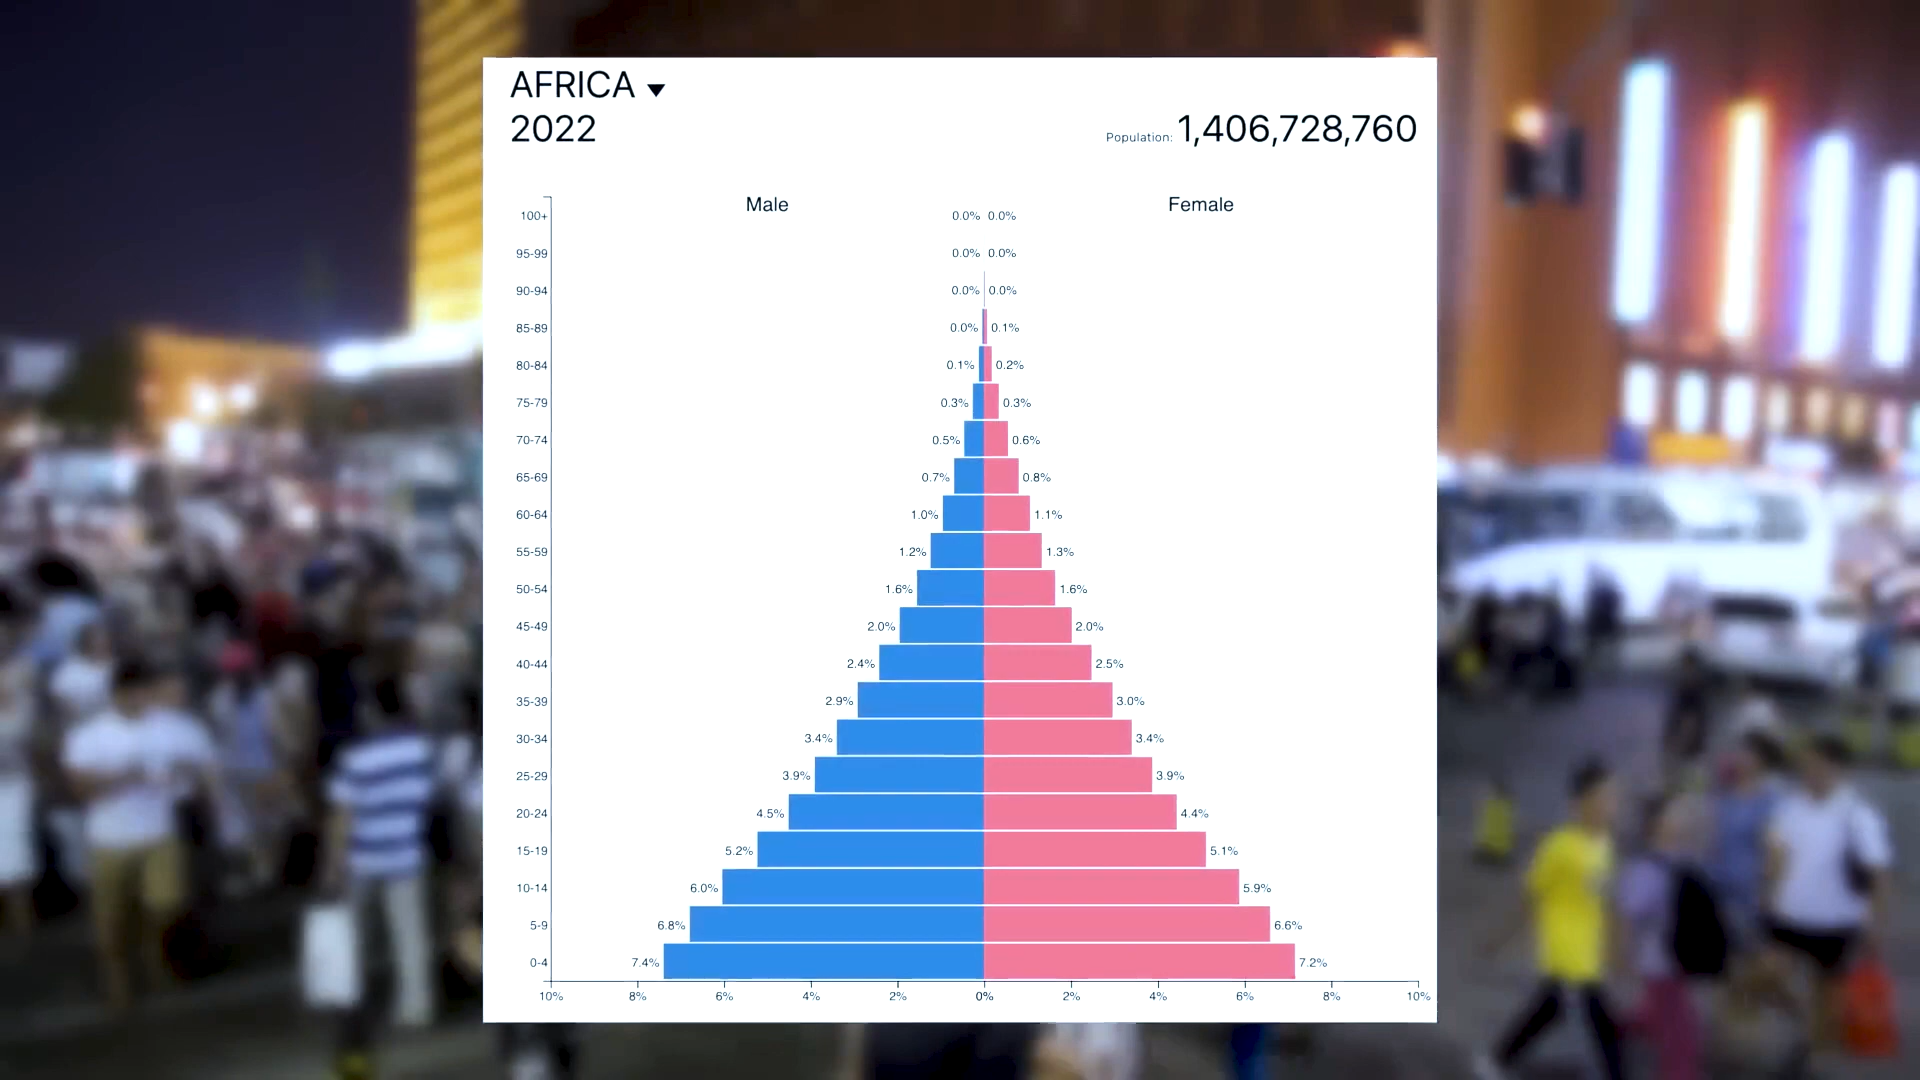 AFRICA
2022
Population: 1,406,728,760
Male Female
100+ 0.0% 0.0%
95-99 0.0% 0.0%
90-94 0.0% 0.0%
85-89 0.0% 0.1%
80-84 0.1% 0.2%
75-79 0.3% 0.3%
70-74 0.5% 0.6%
65-69 0.7% 0.8%
60-64 1.0% 1.1%
55-59 1.2% 1.3%
50-54 1.6% 1.6%
45-49 2.0% 2.0%
40-44 2.4% 2.5%
35-39 2.9% 3.0%
30-34 3.4% 3.4%
25-29 3.9% 3.9%
20-24 4.5% 4.4%
15-19 5.2% 5.1%
10-14 6.0% 5.9%
5-9 6.8% 6.6%
0-4 7.4% 7.2%
10% 8% 6% 4% 2% 0% 2% 4% 6% 8% 10%